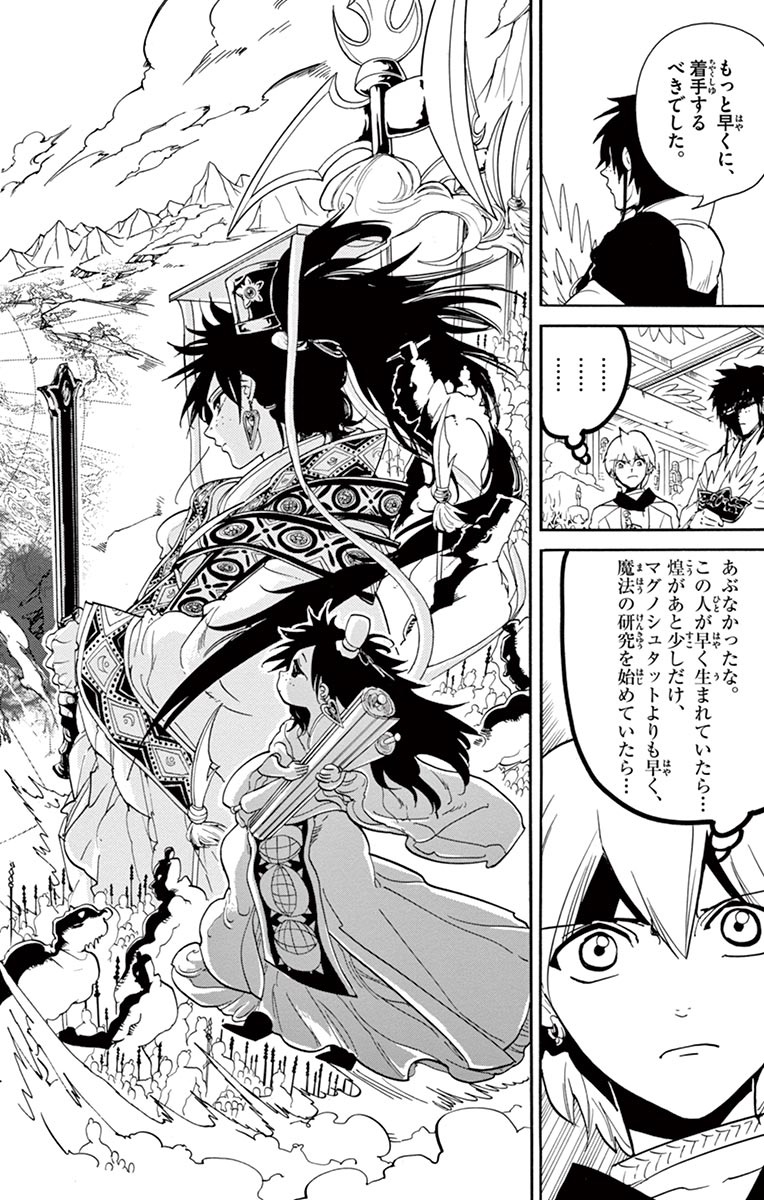 もっと早くに、
着手する
べきでした。
………
………
あぶなかったな。
この人が早く生まれていたら…
煌があと少しだけ、
マグノシュタットよりも早く、
魔法の研究を始めていたら…